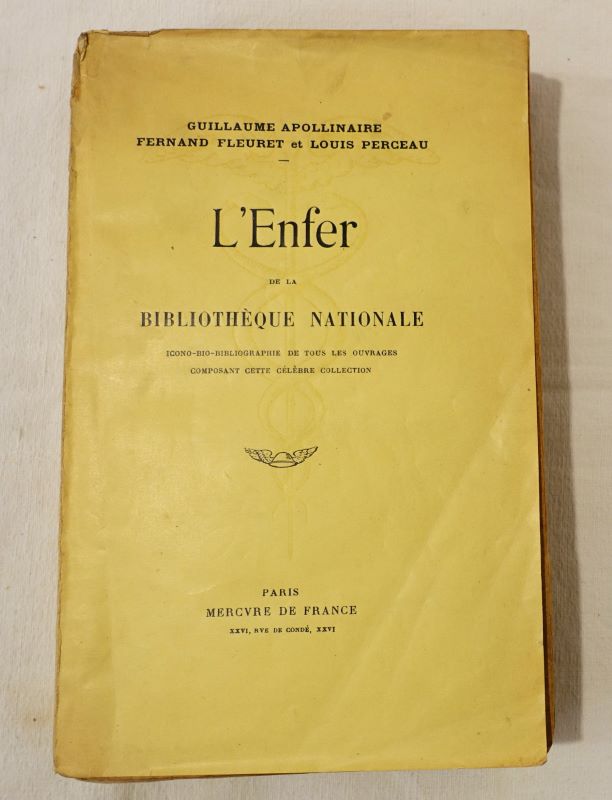 GUILLAUME APOLLINAIRE
FERNAND FLEURET et LOUIS PERCEAU
L'Enfer
DE LA
BIBLIOTHÈQUE NATIONALE
ICONO-BIO-BIBLIOGRAPHIE DE TOUS LES OUVRAGES
COMPOSANT CETTE CÉLÈBRE COLLECTION
PARIS
MERCVRE DE FRANCE
XXVI, RVE DE CONDÉ, XXVI